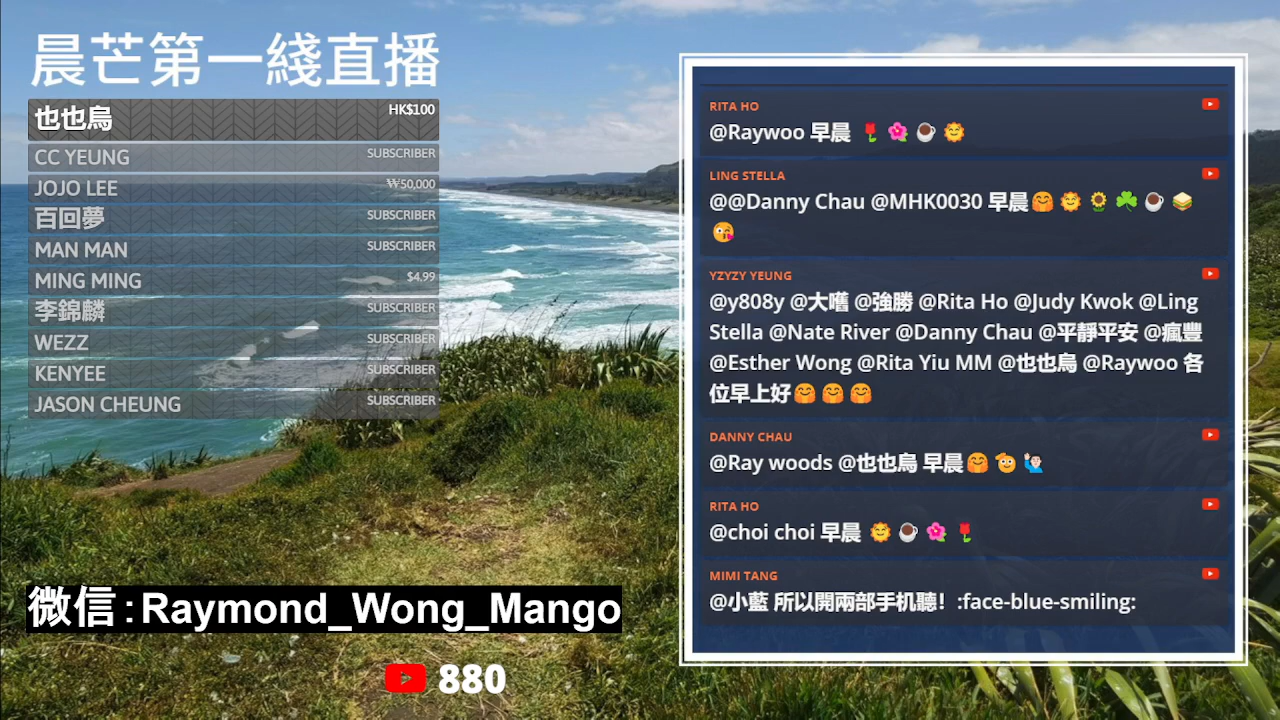 晨芒第一綫直播
也也烏 HK$100
CC YEUNG SUBSCRIBER
JOJO LEE ₩50,000
百回夢 SUBSCRIBER
MAN MAN SUBSCRIBER
MING MING $4.99
李錦麟 SUBSCRIBER
WEZZ SUBSCRIBER
KENYEE SUBSCRIBER
JASON CHEUNG SUBSCRIBER
微信:Raymond_Wong_Mango
880
RITA HO
@Raywoo 早晨 🌷 🌺 ☕ 🌞
LING STELLA
@@Danny Chau @MHK0030 早晨🤗 🌞 🌻 ☘️ ☕ 🥪
😘
YZYZY YEUNG
@y808y @大嚿 @強勝 @Rita Ho @Judy Kwok @Ling
Stella @Nate River @Danny Chau @平靜平安 @瘋豐
@Esther Wong @Rita Yiu MM @也也烏 @Raywoo 各
位早上好🤗 🤗 🤗
DANNY CHAU
@Ray woods @也也烏 早晨🤗 🫡 🙋🏻‍♂️
RITA HO
@choi choi 早晨 🌞 ☕ 🌺 🌷
MIMI TANG
@小藍 所以開兩部手机聽！:face-blue-smiling: